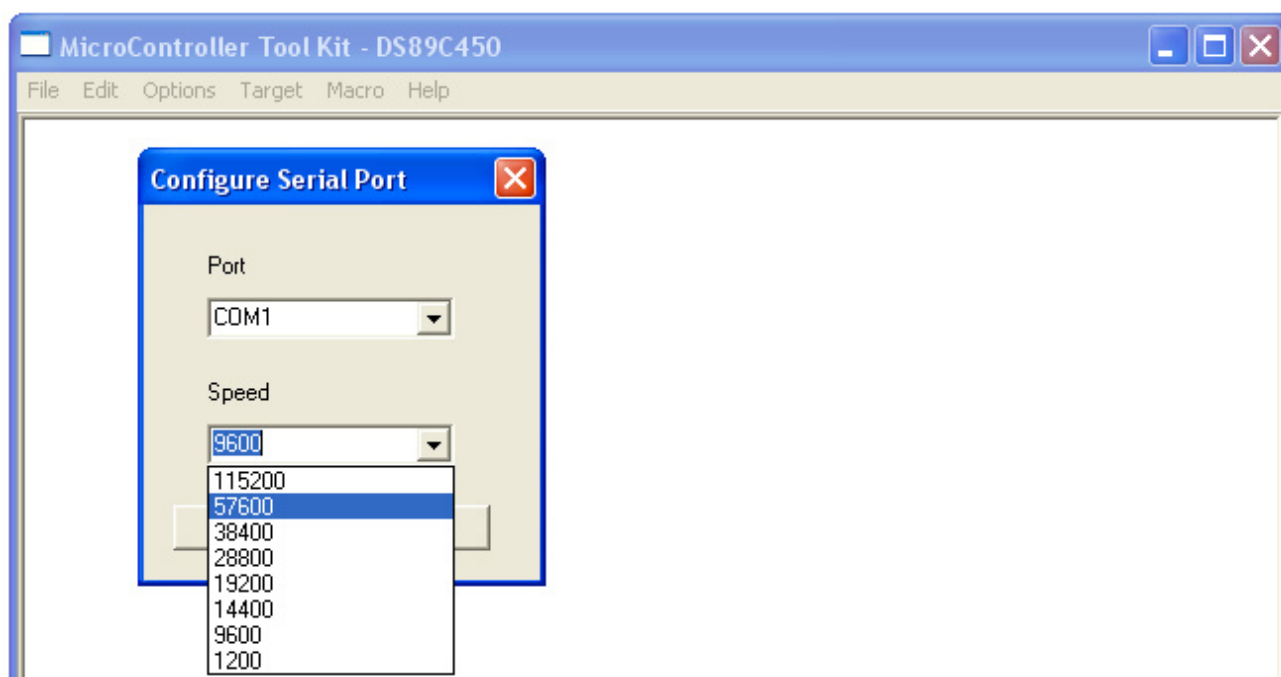 MicroController Tool Kit - DS89C450
File Edit Options Target Macro Help
Configure Serial Port
Port
COM1
Speed
9600
115200
57600
38400
28800
19200
14400
9600
1200